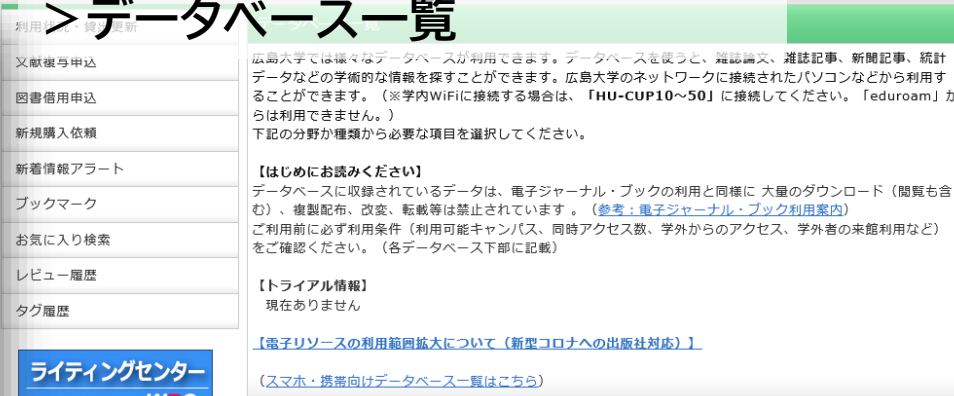 ＞データベース一覧
利用状況・貸出更新
文献複写申込
図書借用申込
新規購入依頼
新着情報アラート
ブックマーク
お気に入り検索
レビュー履歴
タグ履歴
ライティングセンター
広島大学では様々なデータベースが利用できます。データベースを使うと、雑誌論文、雑誌記事、新聞記事、統計
データなどの学術的な情報を探すことができます。広島大学のネットワークに接続されたパソコンなどから利用す
ることができます。（※学内WiFiに接続する場合は、「HU-CUP10～50」に接続してください。「eduroam」か
らは利用できません。）
下記の分野か種類から必要な項目を選択してください。
【はじめにお読みください】
データベースに収録されているデータは、電子ジャーナル・ブックの利用と同様に 大量のダウンロード（閲覧も含
む）、複製配布、改変、転載等は禁止されています 。（参考：電子ジャーナル・ブック利用案内）
ご利用前に必ず利用条件（利用可能キャンパス、同時アクセス数、学外からのアクセス、学外者の来館利用など）
をご確認ください。（各データベース下部に記載）
【トライアル情報】
現在ありません
【電子リソースの利用範囲拡大について（新型コロナへの出版社対応）】
（スマホ・携帯向けデータベース一覧はこちら）